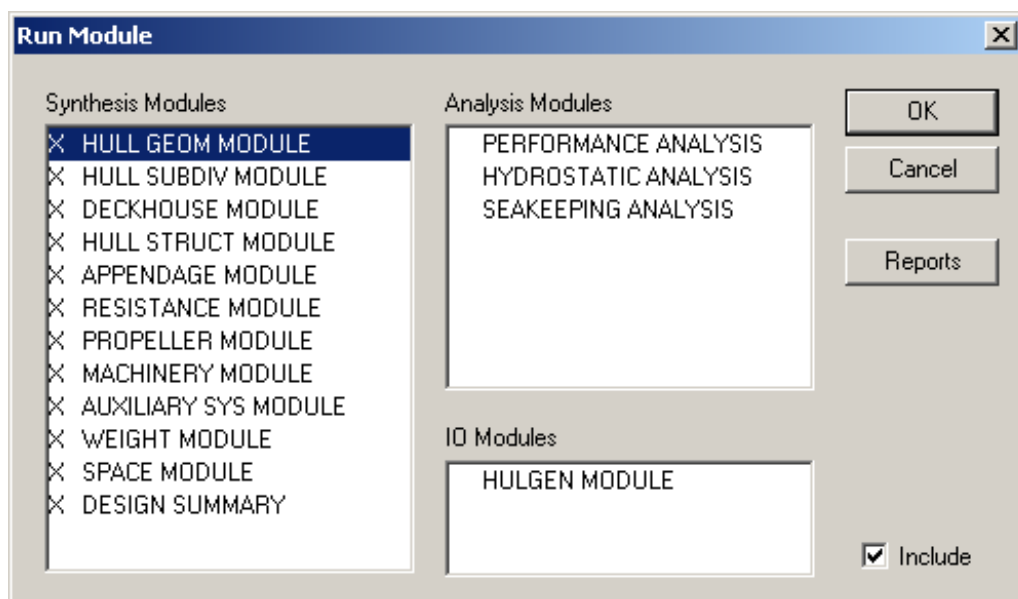 Run Module
Synthesis Modules
X HULL GEOM MODULE
X HULL SUBDIV MODULE
X DECKHOUSE MODULE
X HULL STRUCT MODULE
X APPENDAGE MODULE
X RESISTANCE MODULE
X PROPELLER MODULE
X MACHINERY MODULE
X AUXILIARY SYS MODULE
X WEIGHT MODULE
X SPACE MODULE
X DESIGN SUMMARY
Analysis Modules
PERFORMANCE ANALYSIS
HYDROSTATIC ANALYSIS
SEAKEEPING ANALYSIS
IO Modules
HULGEN MODULE
OK
Cancel
Reports
Include